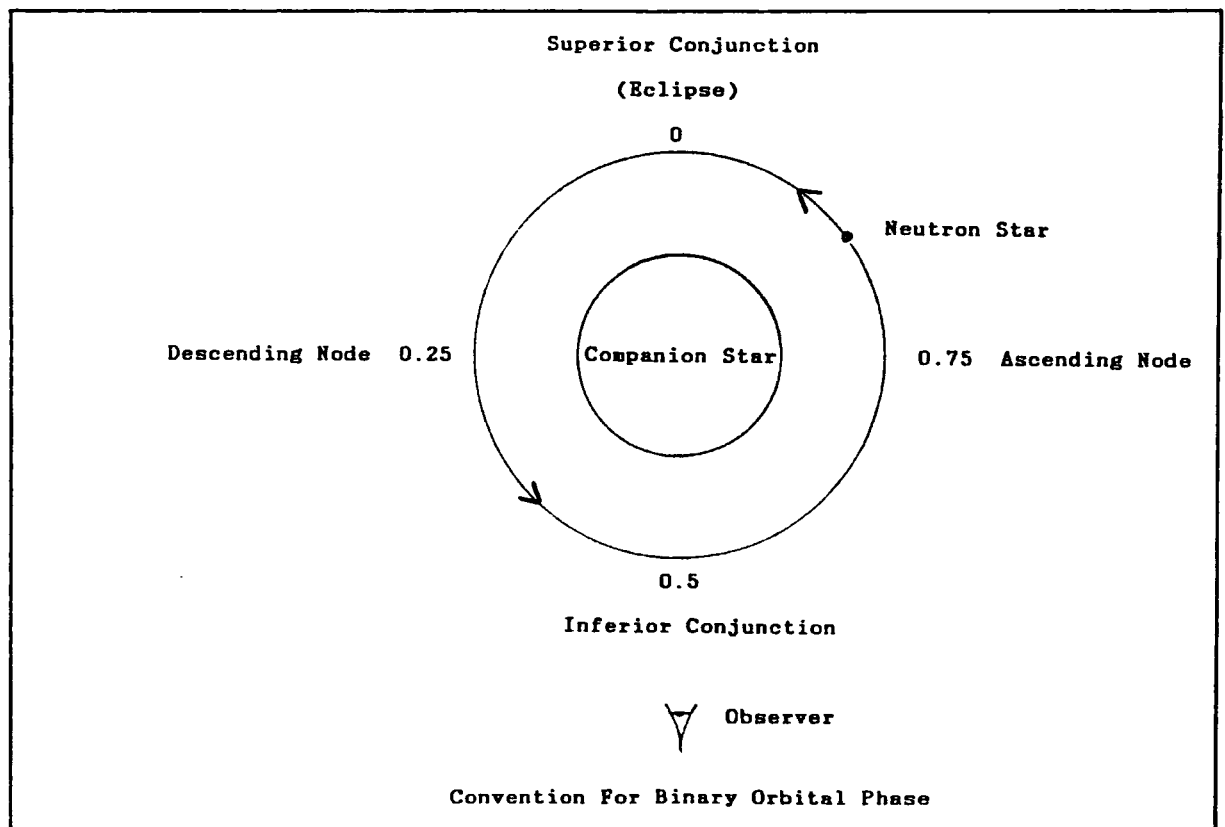 Superior Conjunction
(Eclipse)
0
Neutron Star
Descending Node 0.25
Companion Star
0.75 Ascending Node
0.5
Inferior Conjunction
Observer
Convention For Binary Orbital Phase